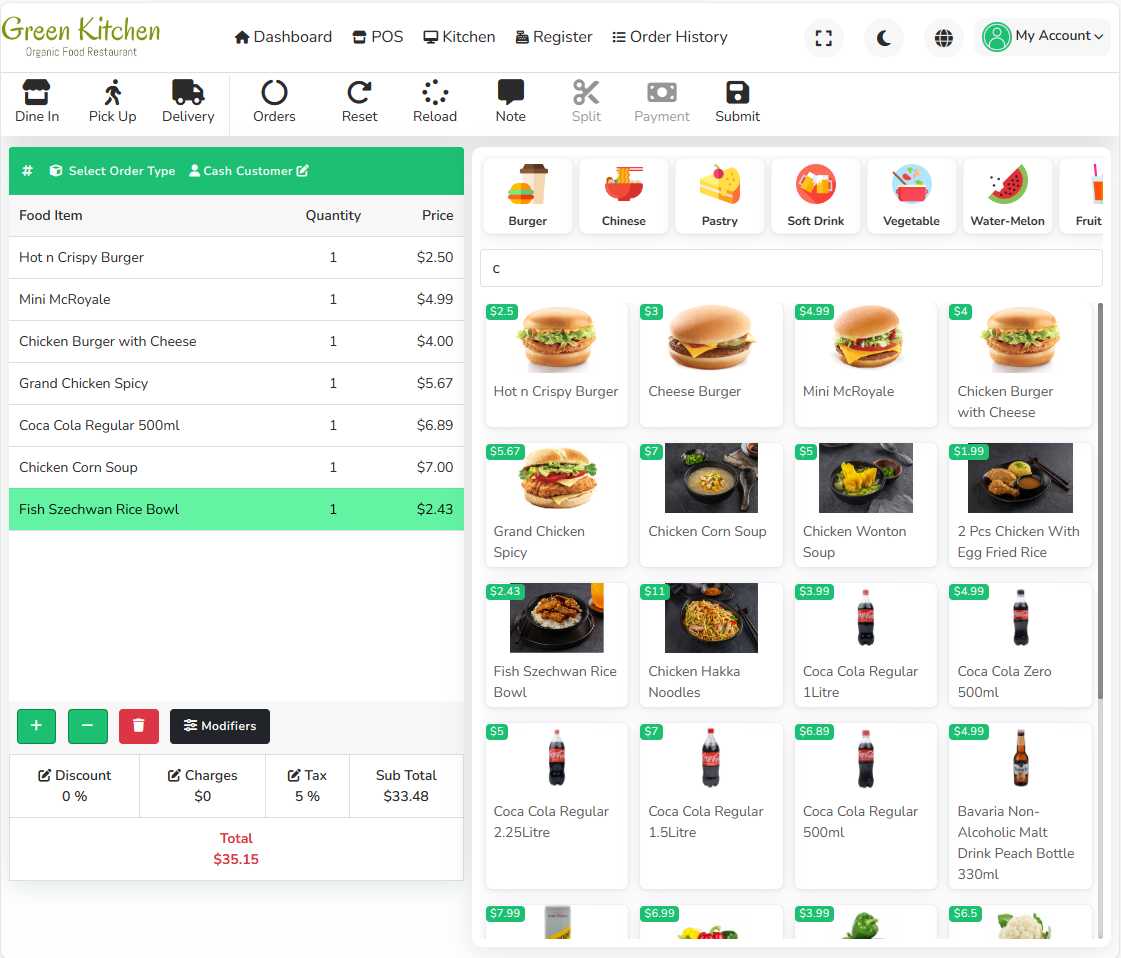 Green Kitchen
Organic Food Restaurant
Dashboard POS Kitchen Register Order History
My Account
Dine In Pick Up Delivery Orders Reset Reload Note Split Payment Submit
# Select Order Type Cash Customer
Food Item Quantity Price
Hot n Crispy Burger 1 $2.50
Mini McRoyale 1 $4.99
Chicken Burger with Cheese 1 $4.00
Grand Chicken Spicy 1 $5.67
Coca Cola Regular 500ml 1 $6.89
Chicken Corn Soup 1 $7.00
Fish Szechwan Rice Bowl 1 $2.43
+ − Modifiers
Discount Charges Tax Sub Total
0 % $0 5 % $33.48
Total
$35.15
Burger Chinese Pastry Soft Drink Vegetable Water-Melon Fruit
c
$2.5 $3 $4.99 $4
Hot n Crispy Burger Cheese Burger Mini McRoyale Chicken Burger
with Cheese
$5.67 $7 $5 $1.99
Grand Chicken Chicken Corn Soup Chicken Wonton 2 Pcs Chicken With
Spicy Soup Egg Fried Rice
$2.43 $11 $3.99 $4.99
Fish Szechwan Rice Chicken Hakka Coca Cola Regular Coca Cola Zero
Bowl Noodles 1Litre 500ml
$5 $7 $6.89 $4.99
Coca Cola Regular Coca Cola Regular Coca Cola Regular Bavaria Non-
2.25Litre 1.5Litre 500ml Alcoholic Malt
Drink Peach Bottle
330ml
$7.99 $6.99 $3.99 $6.5